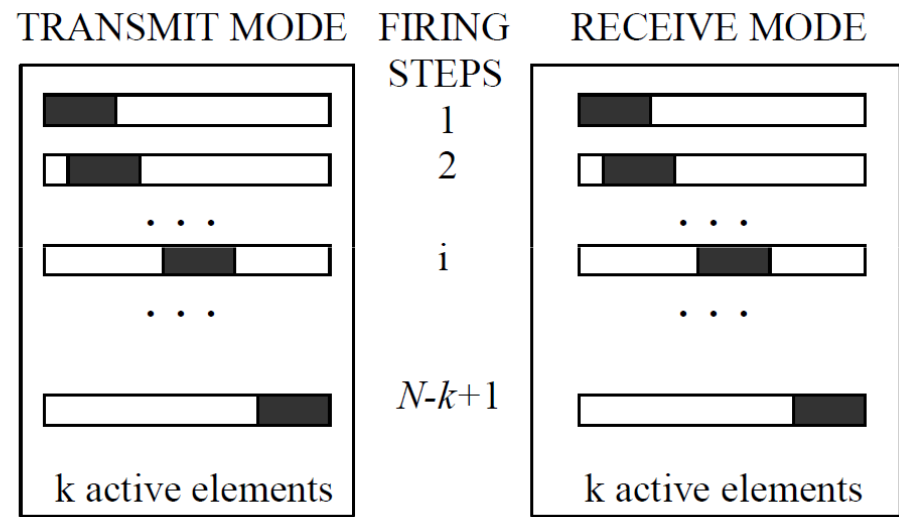 TRANSMIT MODE FIRING STEPS RECEIVE MODE
1
2
. . . . . .
i
. . . . . .
N-k+1
k active elements k active elements